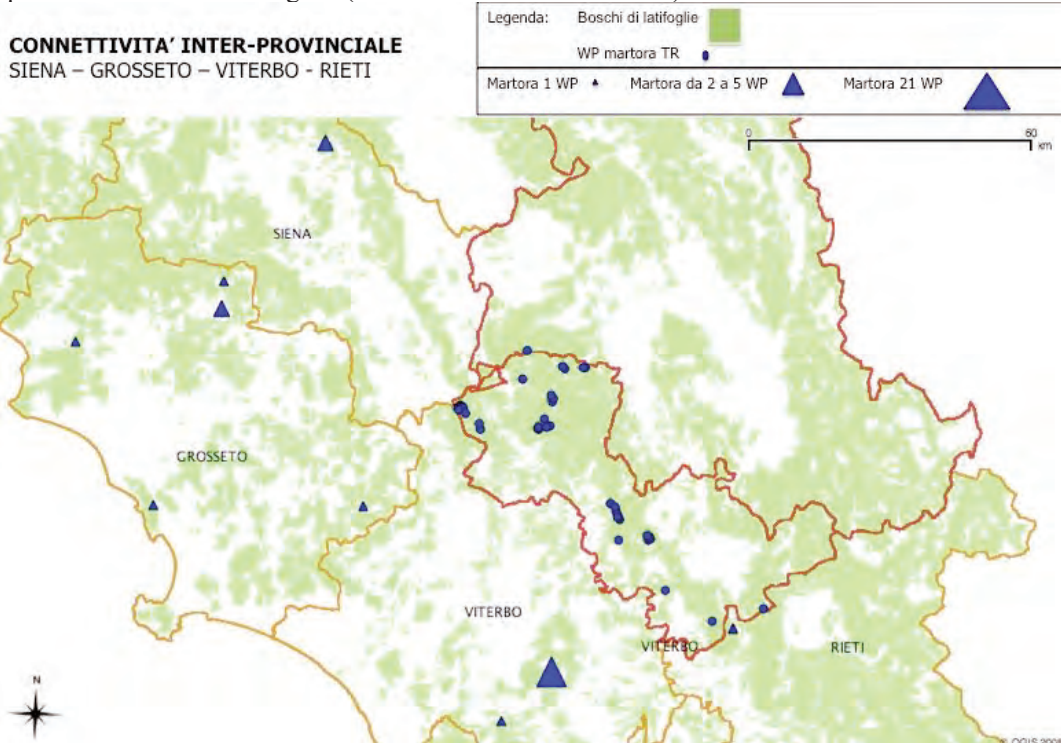 Legenda: Boschi di latifoglie
CONNETTIVITA' INTER-PROVINCIALE
WP martora TR
SIENA – GROSSETO – VITERBO - RIETI
Martora 1 WP Martora da 2 a 5 WP Martora 21 WP
0 60
km
SIENA
GROSSETO
VITERBO
VITERBO RIETI
N